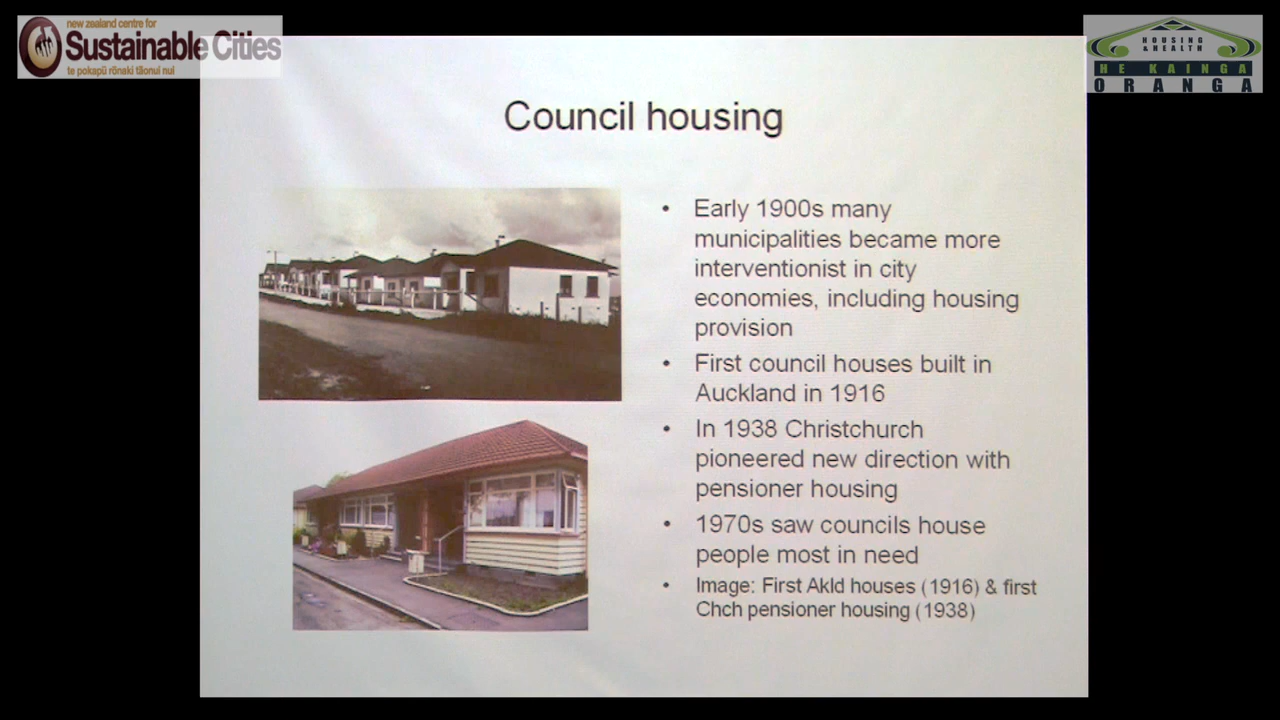 new zealand centre for
Sustainable Cities
te pokapū rōnaki tāonui nui
HOUSING
& HEALTH
HE KAINGA
ORANGA
Council housing
• Early 1900s many
municipalities became more
interventionist in city
economies, including housing
provision
• First council houses built in
Auckland in 1916
• In 1938 Christchurch
pioneered new direction with
pensioner housing
• 1970s saw councils house
people most in need
• Image: First Akld houses (1916) & first
Chch pensioner housing (1938)